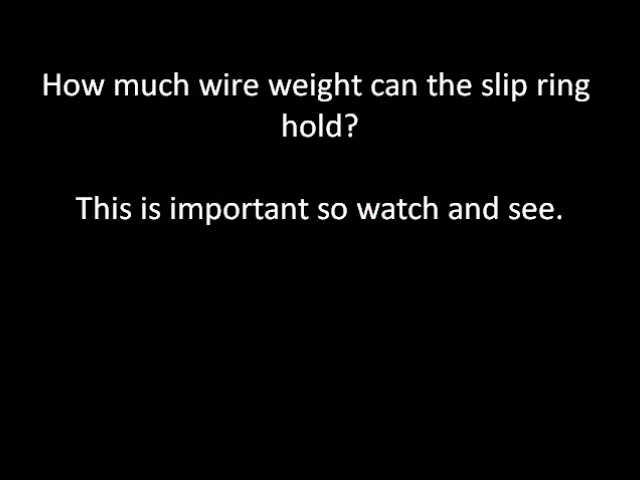 How much wire weight can the slip ring
hold?
This is important so watch and see.